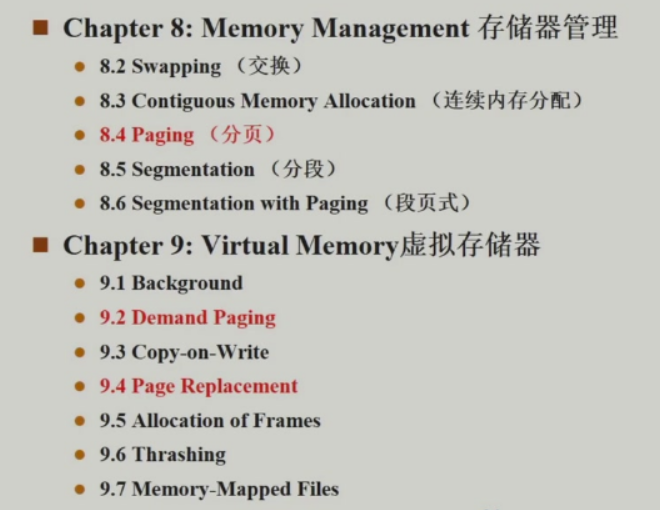 Chapter 8: Memory Management 存储器管理
8.2 Swapping （交换）
8.3 Contiguous Memory Allocation （连续内存分配）
8.4 Paging （分页）
8.5 Segmentation （分段）
8.6 Segmentation with Paging （段页式）
Chapter 9: Virtual Memory虚拟存储器
9.1 Background
9.2 Demand Paging
9.3 Copy-on-Write
9.4 Page Replacement
9.5 Allocation of Frames
9.6 Thrashing
9.7 Memory-Mapped Files